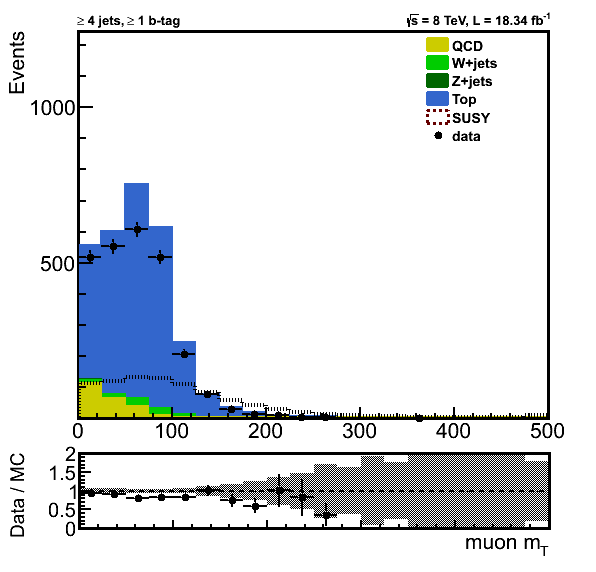 ≥ 4 jets, ≥ 1 b-tag
√s = 8 TeV, L = 18.34 fb⁻¹
Events
1000
500
QCD
W+jets
Z+jets
Top
SUSY
data
0 100 200 300 400 500
Data / MC
2
1.5
1
0.5
0
muon m_T